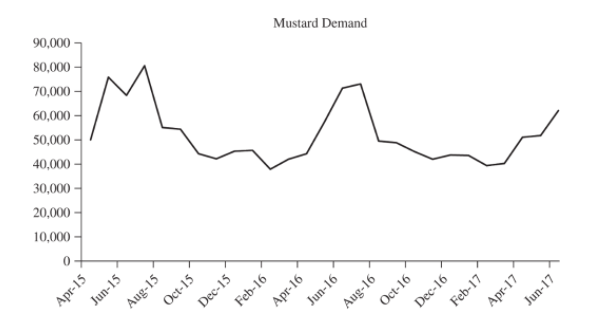 Mustard Demand
90,000
80,000
70,000
60,000
50,000
40,000
30,000
20,000
10,000
0
Apr-15
Jun-15
Aug-15
Oct-15
Dec-15
Feb-16
Apr-16
Jun-16
Aug-16
Oct-16
Dec-16
Feb-17
Apr-17
Jun-17